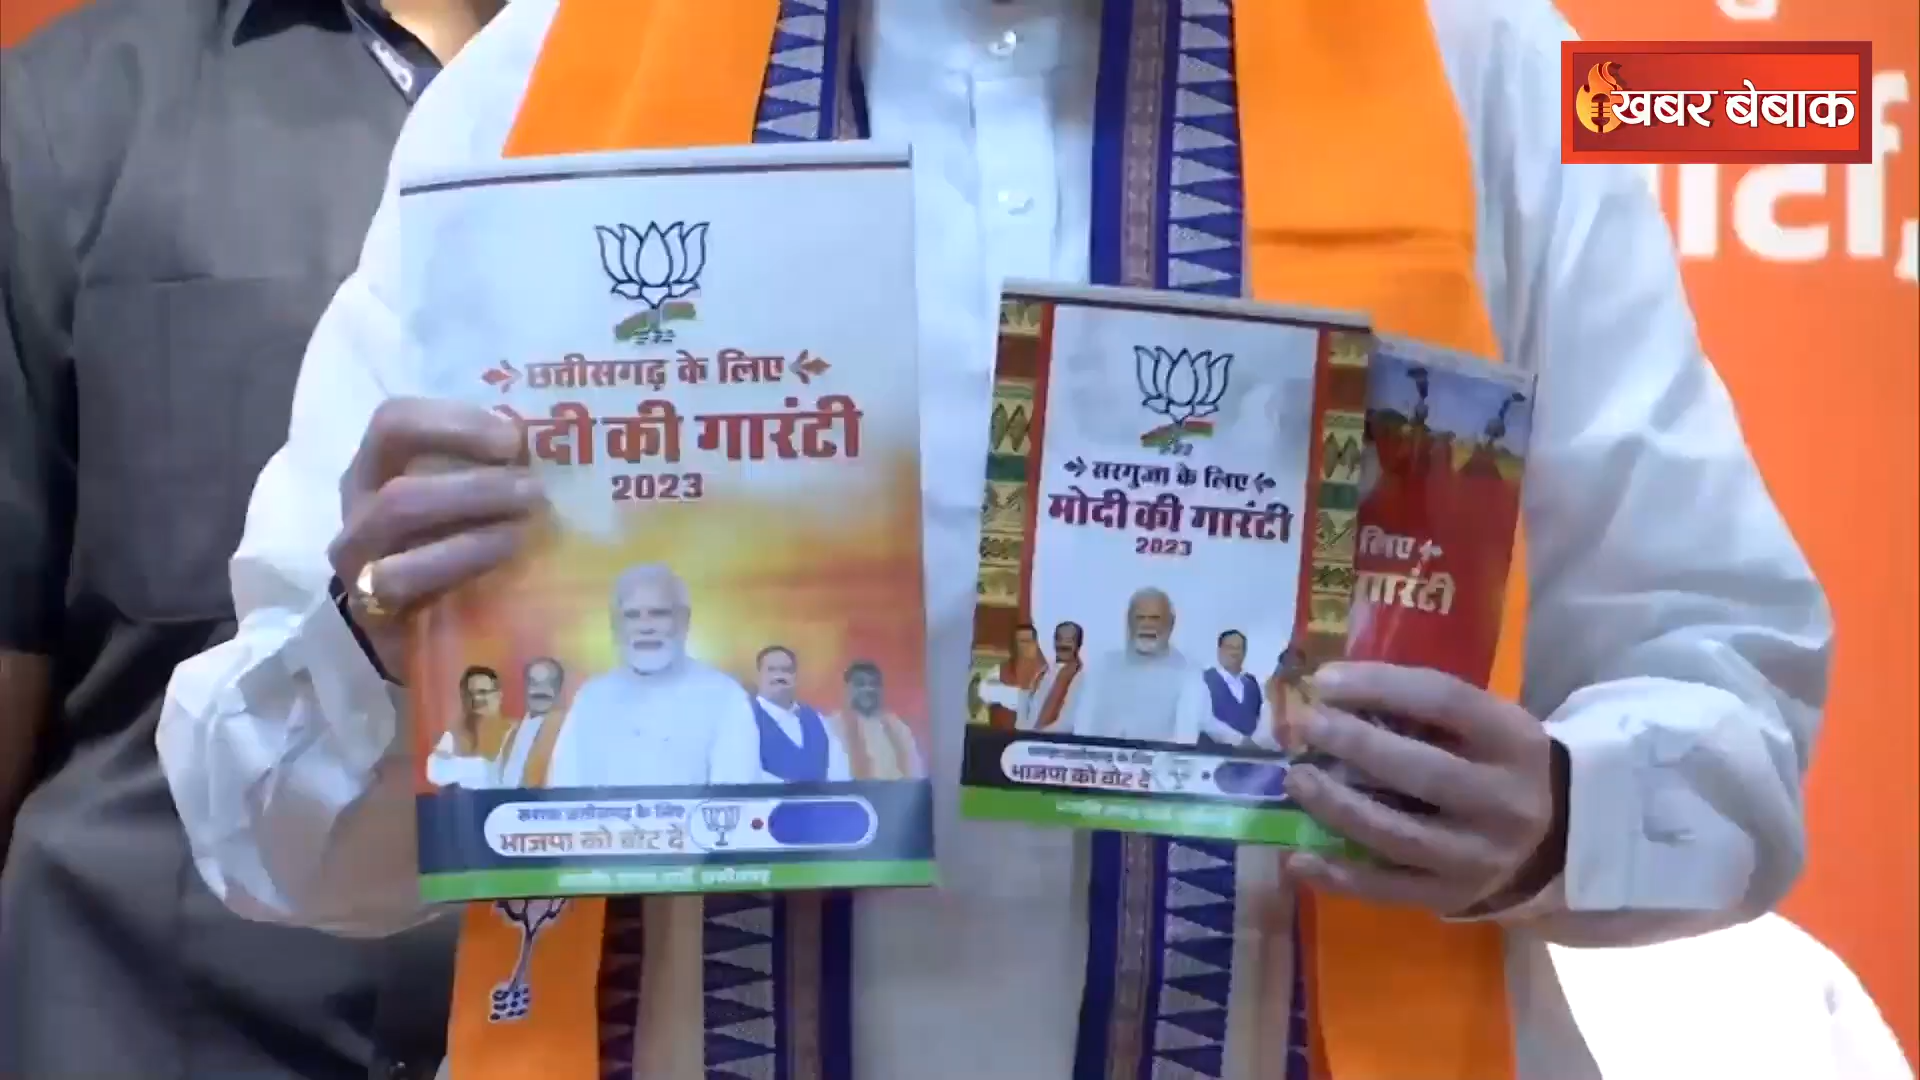 खबर बेबाक
छत्तीसगढ़ के लिए
मोदी की गारंटी
2023
भाजपा को वोट दें
सरगुजा के लिए
मोदी की गारंटी
2023
भाजपा को वोट दें
लिए
गारंटी